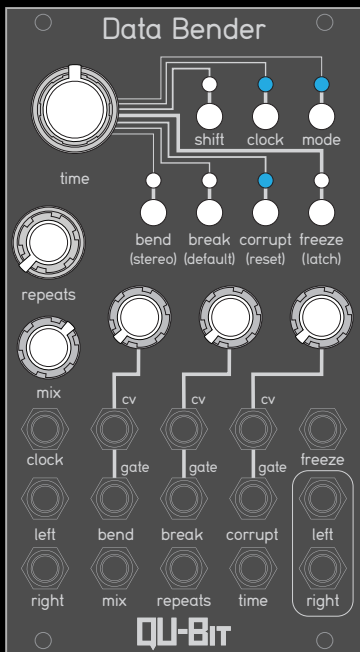 Data Bender
shift clock mode
time
bend break corrupt freeze
(stereo) (default) (reset) (latch)
repeats
mix
cv cv cv
clock freeze
gate gate gate
left bend break corrupt left
right mix repeats time right
QU-Bit